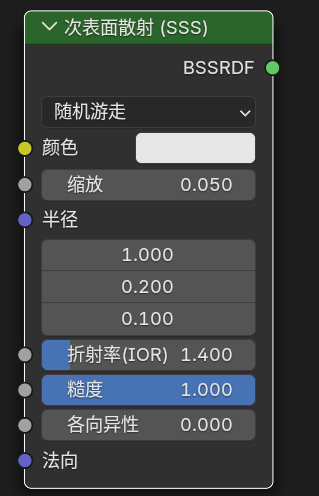 次表面散射 (SSS)
BSSRDF
随机游走
颜色
缩放 0.050
半径
1.000
0.200
0.100
折射率(IOR) 1.400
糙度 1.000
各向异性 0.000
法向